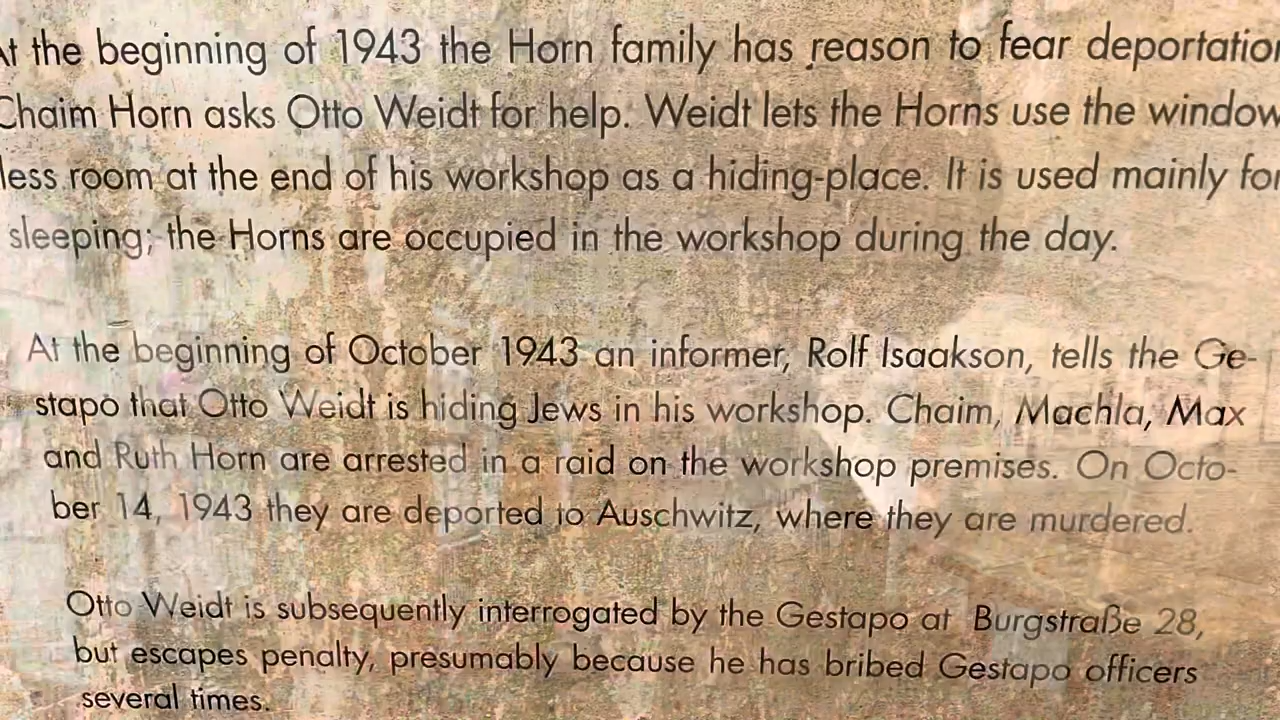 At the beginning of 1943 the Horn family has reason to fear deportation
Chaim Horn asks Otto Weidt for help. Weidt lets the Horns use the window
less room at the end of his workshop as a hiding-place. It is used mainly for
sleeping; the Horns are occupied in the workshop during the day.
At the beginning of October 1943 an informer, Rolf Isaakson, tells the Ge-
stapo that Otto Weidt is hiding Jews in his workshop. Chaim, Machla, Max
and Ruth Horn are arrested in a raid on the workshop premises. On Octo-
ber 14, 1943 they are deported to Auschwitz, where they are murdered.
Otto Weidt is subsequently interrogated by the Gestapo at Burgstraße 28,
but escapes penalty, presumably because he has bribed Gestapo officers
several times.